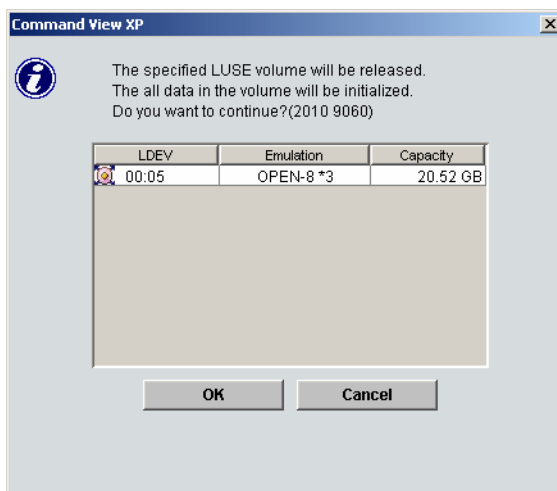 Command View XP
The specified LUSE volume will be released.
The all data in the volume will be initialized.
Do you want to continue?(2010 9060)
LDEV Emulation Capacity
00:05 OPEN-8 *3 20.52 GB
OK Cancel